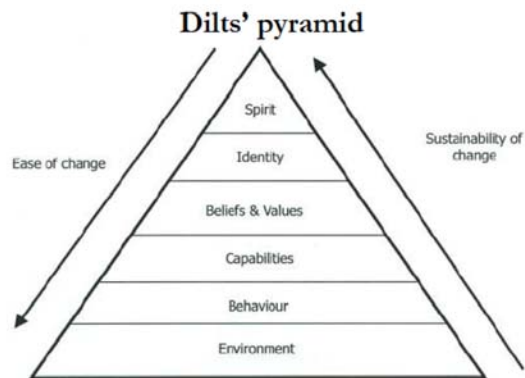 Dilts' pyramid
Spirit
Identity
Beliefs & Values
Capabilities
Behaviour
Environment
Ease of change
Sustainability of
change